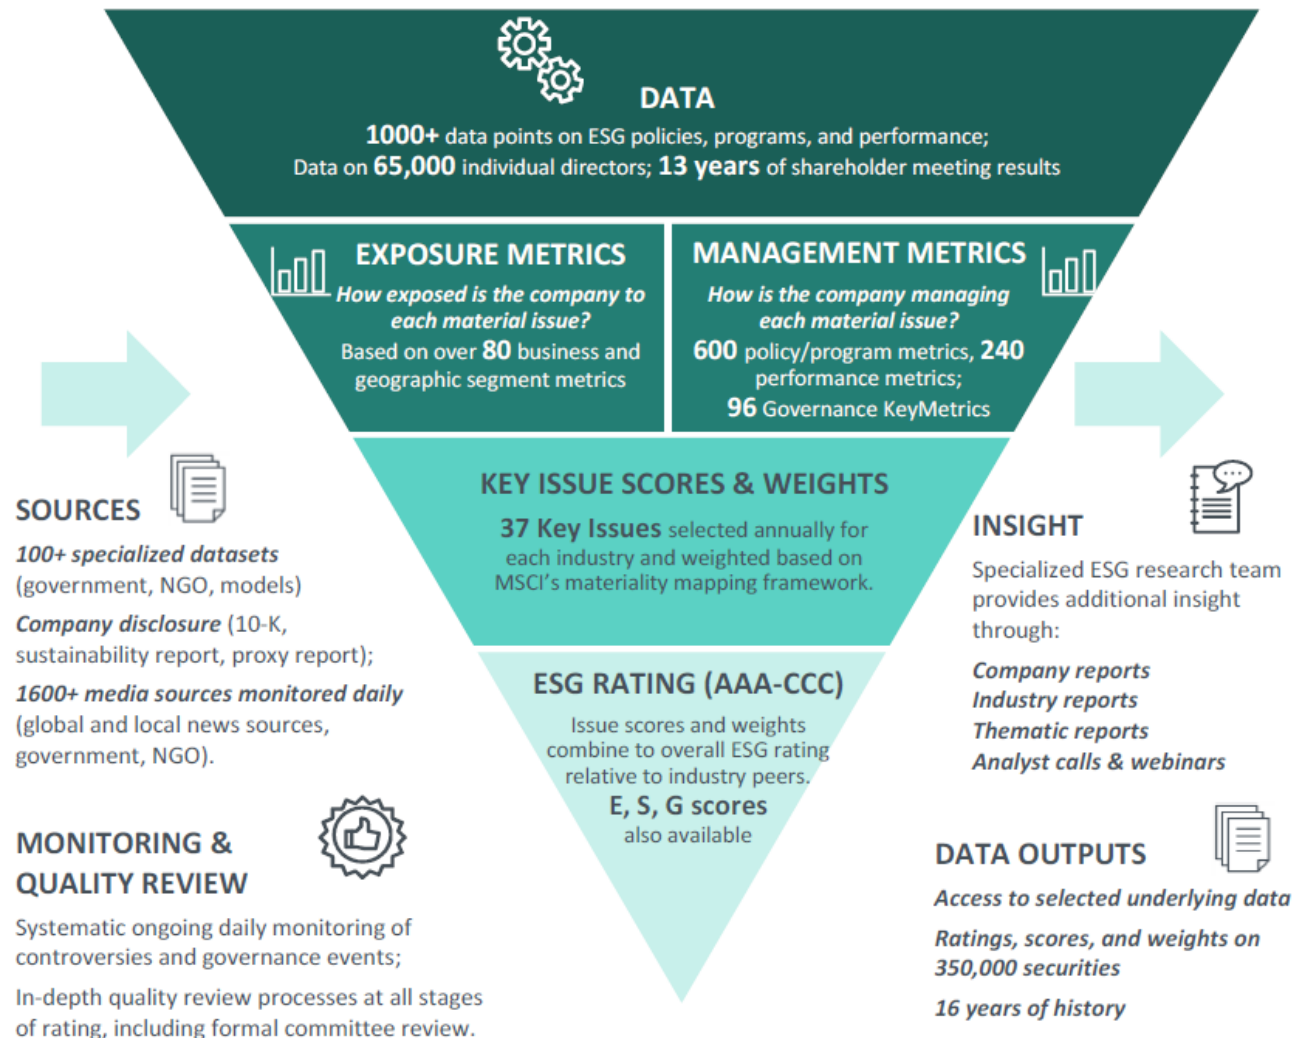 DATA
1000+ data points on ESG policies, programs, and performance;
Data on 65,000 individual directors; 13 years of shareholder meeting results
EXPOSURE METRICS
How exposed is the company to
each material issue?
Based on over 80 business and
geographic segment metrics
MANAGEMENT METRICS
How is the company managing
each material issue?
600 policy/program metrics, 240
performance metrics;
96 Governance KeyMetrics
KEY ISSUE SCORES & WEIGHTS
37 Key Issues selected annually for
each industry and weighted based on
MSCI's materiality mapping framework.
ESG RATING (AAA-CCC)
Issue scores and weights
combine to overall ESG rating
relative to industry peers.
E, S, G scores
also available
SOURCES
100+ specialized datasets
(government, NGO, models)
Company disclosure (10-K,
sustainability report, proxy report);
1600+ media sources monitored daily
(global and local news sources,
government, NGO).
MONITORING &
QUALITY REVIEW
Systematic ongoing daily monitoring of
controversies and governance events;
In-depth quality review processes at all stages
of rating, including formal committee review.
INSIGHT
Specialized ESG research team
provides additional insight
through:
Company reports
Industry reports
Thematic reports
Analyst calls & webinars
DATA OUTPUTS
Access to selected underlying data
Ratings, scores, and weights on
350,000 securities
16 years of history